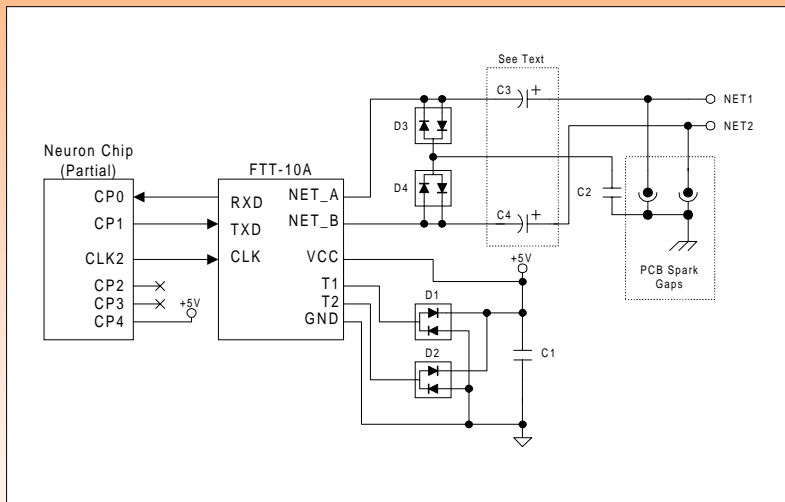 See Text
C3
+
NET1
D3
NET2
Neuron Chip
(Partial)
FTT-10A
D4
C2
CP0
RXD
NET_A
CP1
TXD
NET_B
C4
+
CLK2
CLK
VCC
+5V
PCB Spark
Gaps
CP2
T1
D1
CP3
+5V
T2
CP4
GND
C1
D2